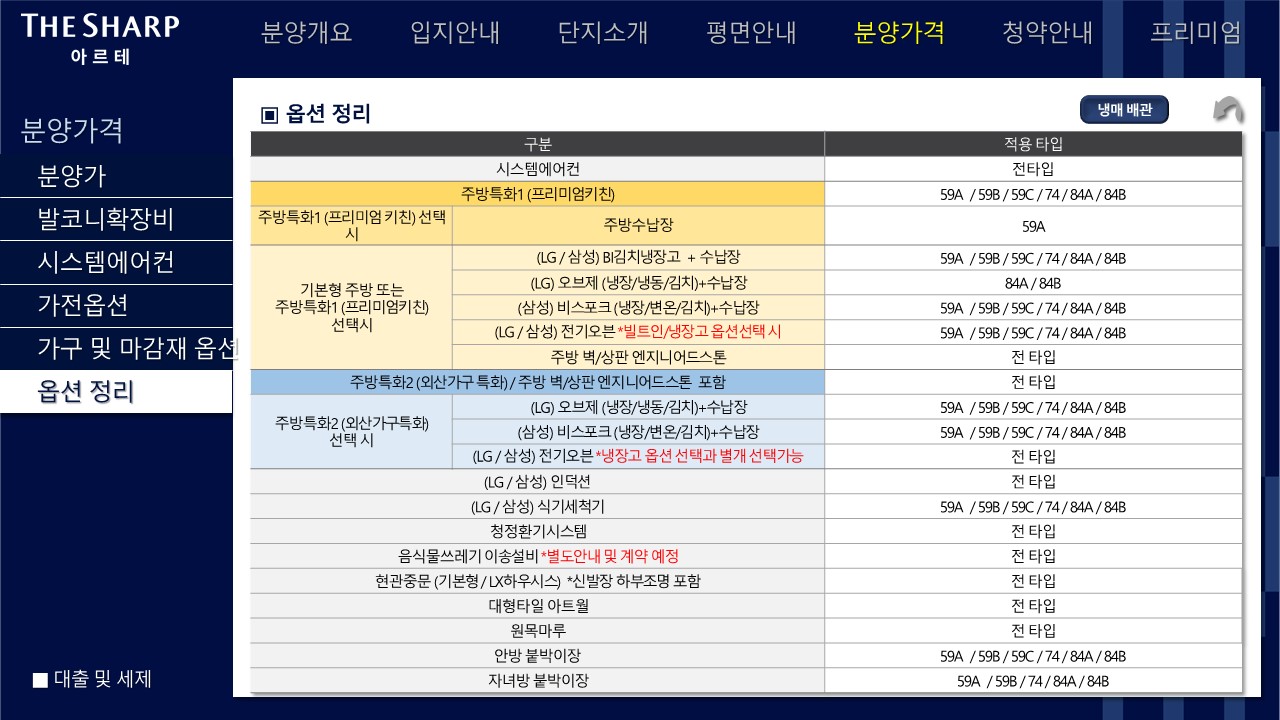 THE SHARP
아르테
분양개요 입지안내 단지소개 평면안내 분양가격 청약안내 프리미엄
분양가격
분양가
발코니확장비
시스템에어컨
가전옵션
가구 및 마감재 옵션
옵션 정리
■ 대출 및 세제
▣ 옵션 정리
냉매 배관
구분 적용 타입
시스템에어컨 전타입
주방특화1 (프리미엄키친) 59A / 59B / 59C / 74 / 84A / 84B
주방특화1 (프리미엄 키친) 선택
시
주방수납장 59A
기본형 주방 또는
주방특화1 (프리미엄키친)
선택시
(LG / 삼성) BI김치냉장고 + 수납장 59A / 59B / 59C / 74 / 84A / 84B
(LG) 오브제 (냉장/냉동/김치)+수납장 84A / 84B
(삼성) 비스포크 (냉장/변온/김치)+수납장 59A / 59B / 59C / 74 / 84A / 84B
(LG / 삼성) 전기오븐 *빌트인/냉장고 옵션선택 시 59A / 59B / 59C / 74 / 84A / 84B
주방 벽/상판 엔지니어드스톤 전 타입
주방특화2 (외산가구 특화) / 주방 벽/상판 엔지니어드스톤 포함 전 타입
주방특화2 (외산가구특화)
선택 시
(LG) 오브제 (냉장/냉동/김치)+수납장 59A / 59B / 59C / 74 / 84A / 84B
(삼성) 비스포크 (냉장/변온/김치)+수납장 59A / 59B / 59C / 74 / 84A / 84B
(LG / 삼성) 전기오븐 *냉장고 옵션 선택과 별개 선택가능 전 타입
(LG / 삼성) 인덕션 전 타입
(LG / 삼성) 식기세척기 59A / 59B / 59C / 74 / 84A / 84B
청정환기시스템 전 타입
음식물쓰레기 이송설비 *별도안내 및 계약 예정 전 타입
현관중문 (기본형 / LX하우시스) *신발장 하부조명 포함 전 타입
대형타일 아트월 전 타입
원목마루 전 타입
안방 붙박이장 59A / 59B / 59C / 74 / 84A / 84B
자녀방 붙박이장 59A / 59B / 74 / 84A / 84B